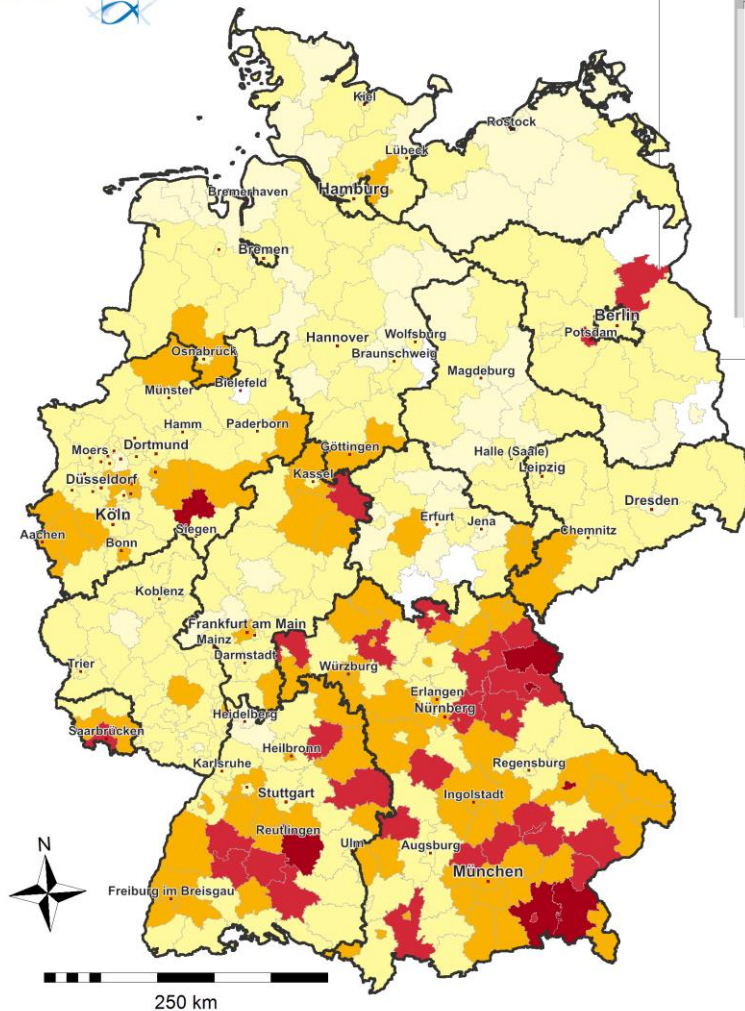 Kiel
Rostock
Lübeck
Hamburg
Bremerhaven
Bremen
Berlin
Potsdam
Hannover
Wolfsburg
Braunschweig
Osnabrück
Magdeburg
Münster
Bielefeld
Hamm
Paderborn
Göttingen
Moers
Dortmund
Halle (Saale)
Leipzig
Düsseldorf
Kassel
Köln
Erfurt
Jena
Dresden
Chemnitz
Siegen
Aachen
Bonn
Koblenz
Frankfurt am Main
Mainz
Darmstadt
Trier
Würzburg
Erlangen
Nürnberg
Heidelberg
Saarbrücken
Heilbronn
Regensburg
Karlsruhe
Stuttgart
Ingolstadt
Reutlingen
Ulm
Augsburg
N
München
Freiburg im Breisgau
250 km